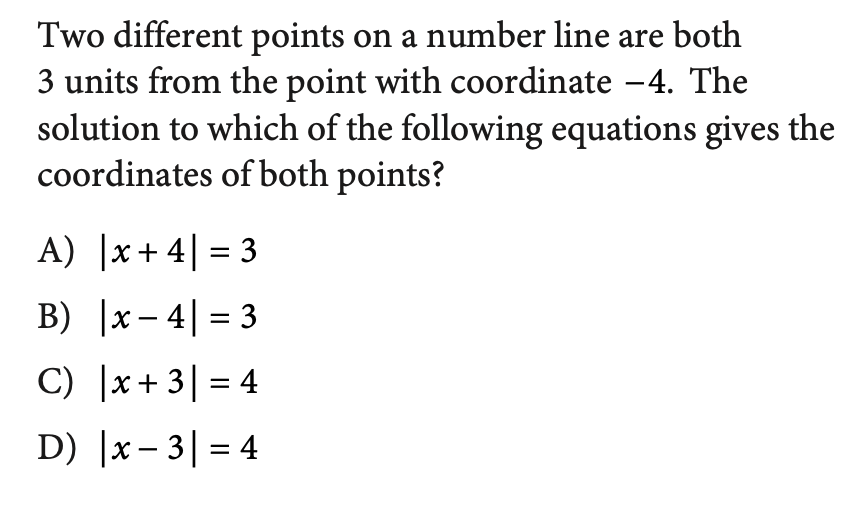 Two different points on a number line are both
3 units from the point with coordinate −4. The
solution to which of the following equations gives the
coordinates of both points?
A) |x + 4| = 3
B) |x − 4| = 3
C) |x + 3| = 4
D) |x − 3| = 4